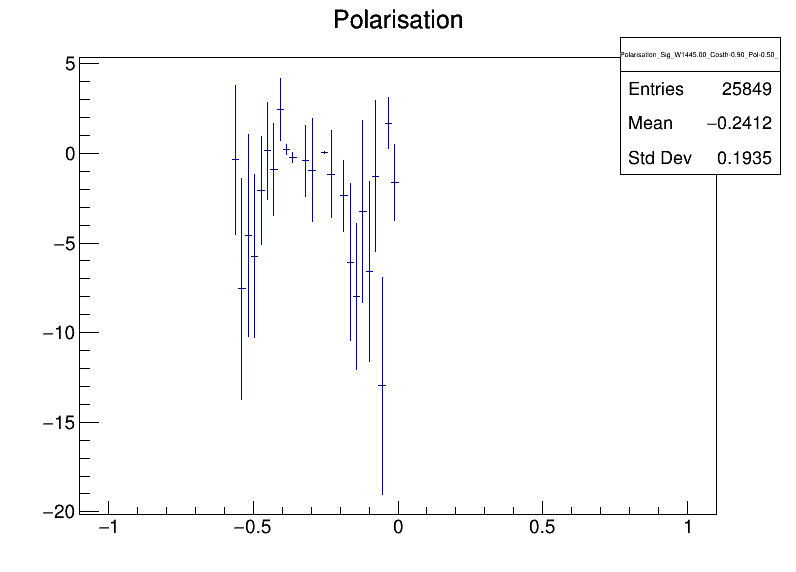 Polarisation
Polarisation_Sig_W1445.00_Costh-0.90_Pol-0.50_
Entries 25849
Mean −0.2412
Std Dev 0.1935
5
0
−5
−10
−15
−20
−1 −0.5 0 0.5 1